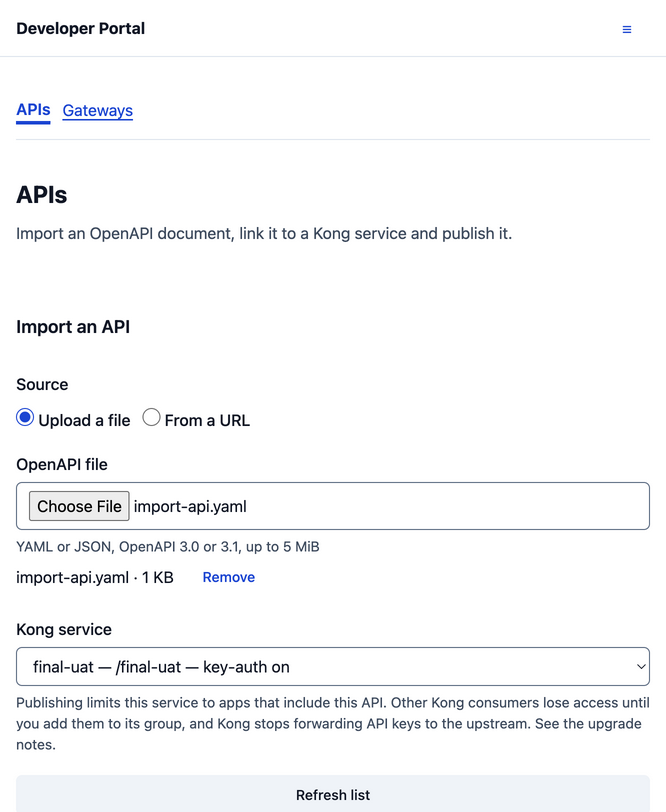 Developer Portal
APIs Gateways
APIs
Import an OpenAPI document, link it to a Kong service and publish it.
Import an API
Source
Upload a file From a URL
OpenAPI file
Choose File import-api.yaml
YAML or JSON, OpenAPI 3.0 or 3.1, up to 5 MiB
import-api.yaml · 1 KB Remove
Kong service
final-uat — /final-uat — key-auth on
Publishing limits this service to apps that include this API. Other Kong consumers lose access until
you add them to its group, and Kong stops forwarding API keys to the upstream. See the upgrade
notes.
Refresh list